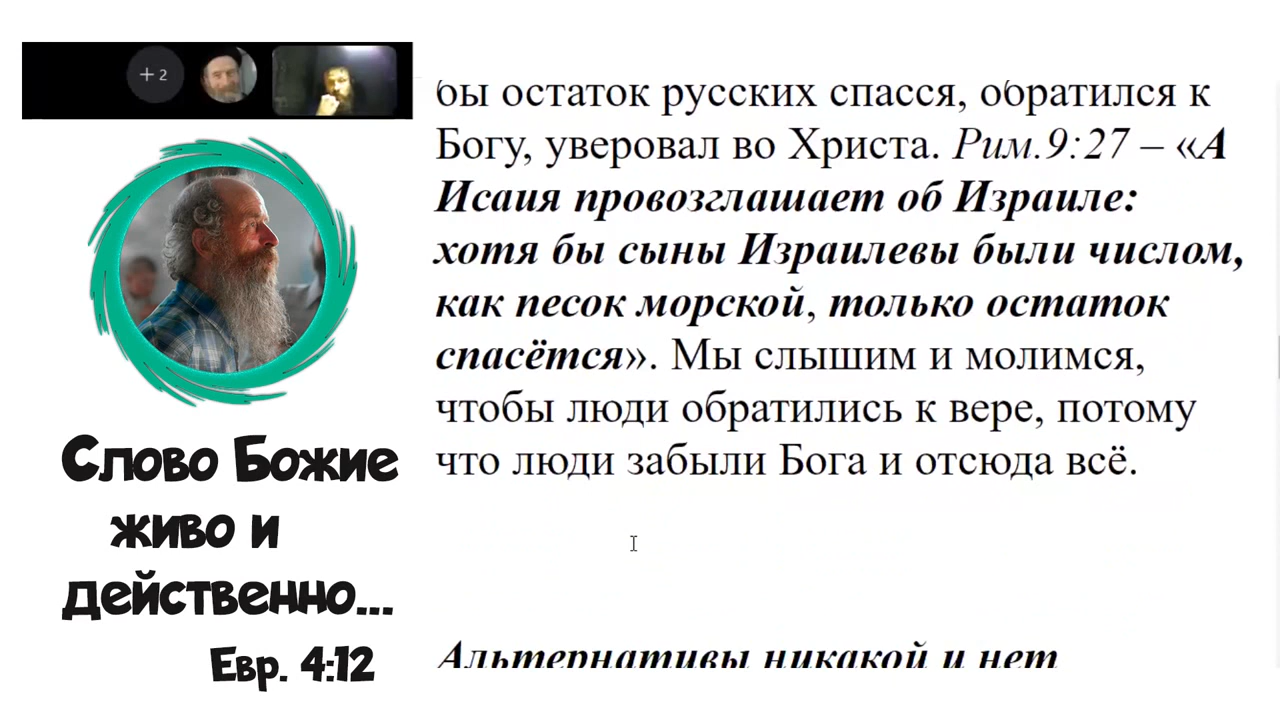 +2
бы остаток русских спасся, обратился к
Богу, уверовал во Христа. Рим.9:27 – «А
Исаия провозглашает об Израиле:
хотя бы сыны Израилевы были числом,
как песок морской, только остаток
спасётся». Мы слышим и молимся,
чтобы люди обратились к вере, потому
что люди забыли Бога и отсюда всё.
Альтернативы никакой и нет
Слово Божие
живо и
действенно...
Евр. 4:12